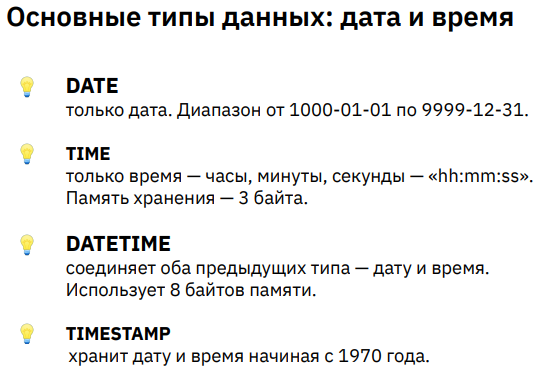 Основные типы данных: дата и время
DATE
только дата. Диапазон от 1000-01-01 по 9999-12-31.
TIME
только время — часы, минуты, секунды — «hh:mm:ss».
Память хранения — 3 байта.
DATETIME
соединяет оба предыдущих типа — дату и время.
Использует 8 байтов памяти.
TIMESTAMP
хранит дату и время начиная с 1970 года.